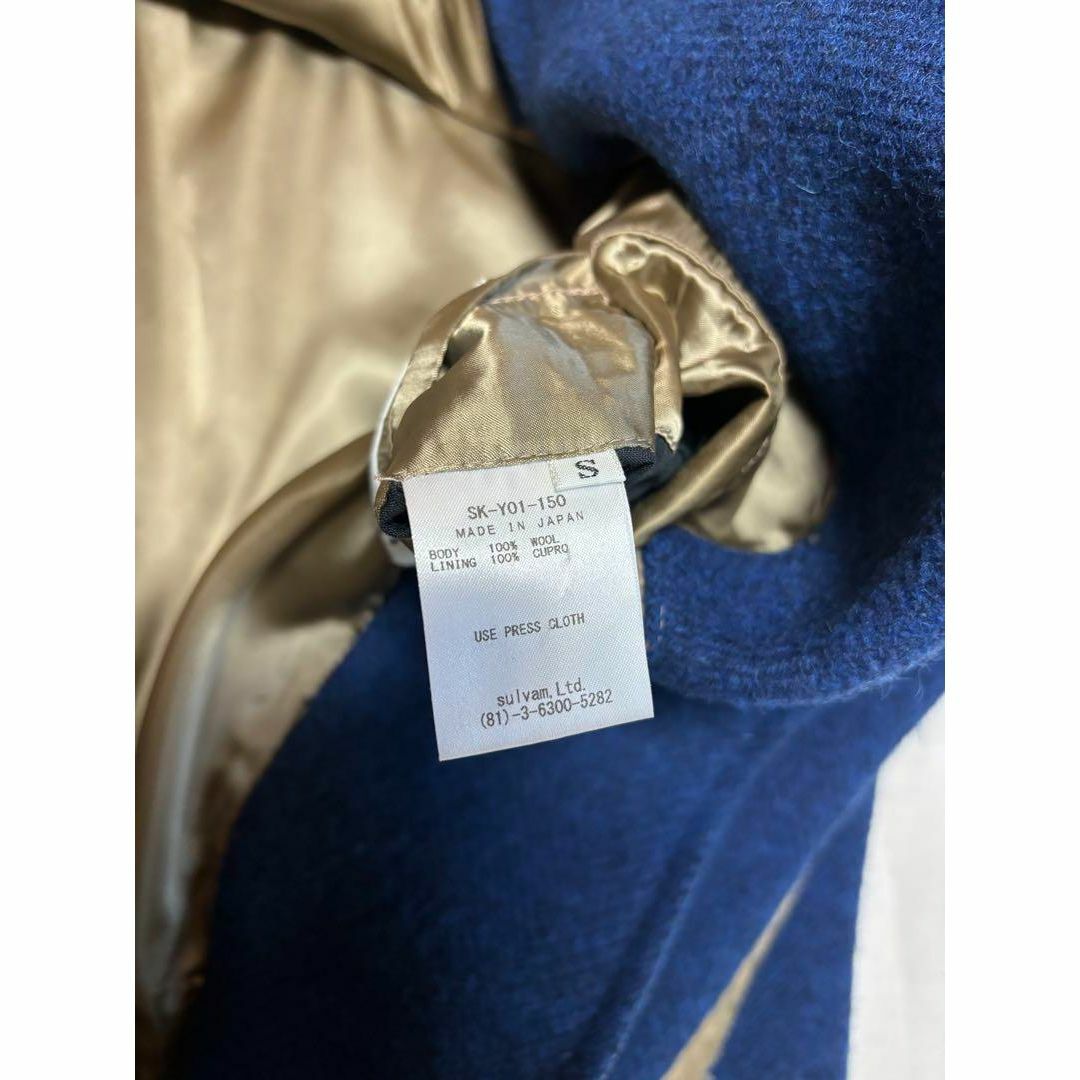 S
SK-Y01-150
MADE IN JAPAN
BODY 100% WOOL
LINING 100% CUPRO
USE PRESS CLOTH
sulvam,Ltd.
(81)-3-6300-5282